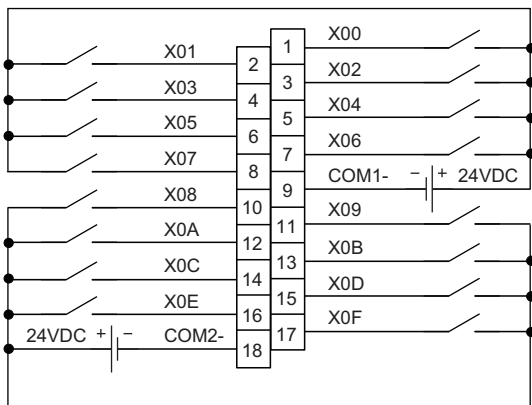 1 X00
X01 2
3 X02
X03 4
5 X04
X05 6
7 X06
X07 8
9 COM1- − + 24VDC
X08 10
11 X09
X0A 12
13 X0B
X0C 14
15 X0D
X0E 16
17 X0F
24VDC + − COM2- 18